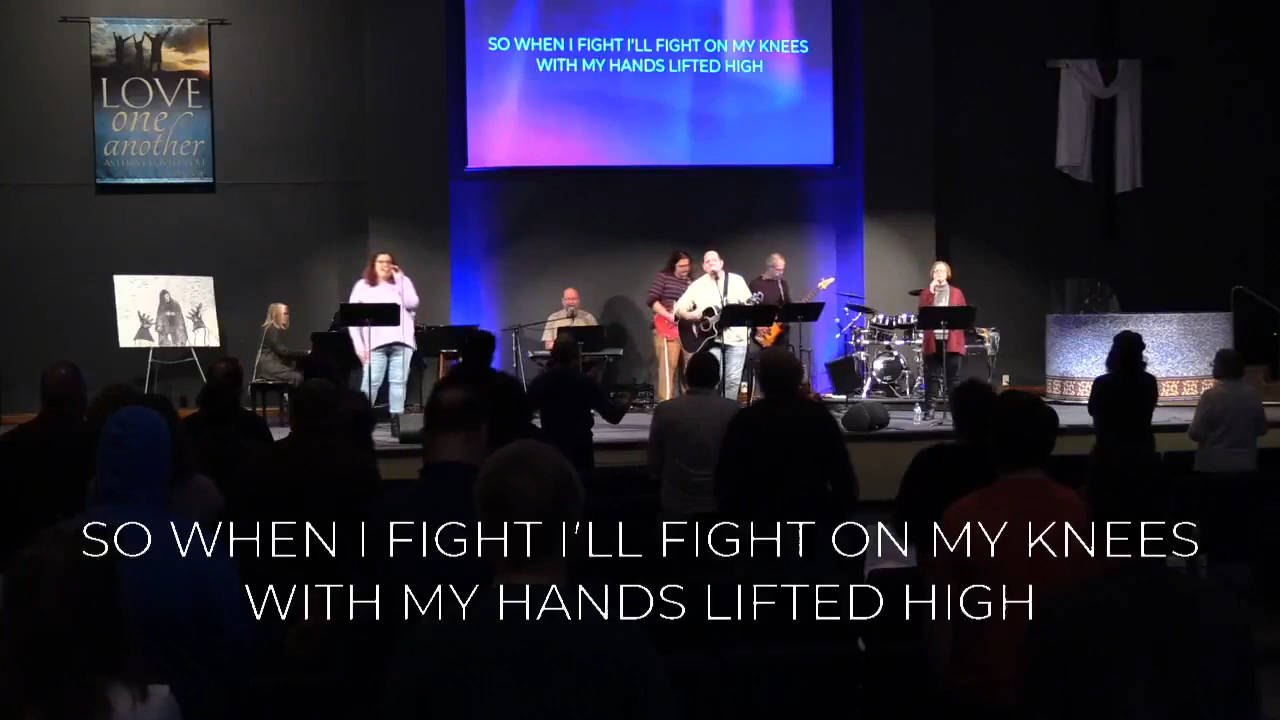 LOVE
one
another
SO WHEN I FIGHT I'LL FIGHT ON MY KNEES
WITH MY HANDS LIFTED HIGH
SO WHEN I FIGHT I'LL FIGHT ON MY KNEES
WITH MY HANDS LIFTED HIGH